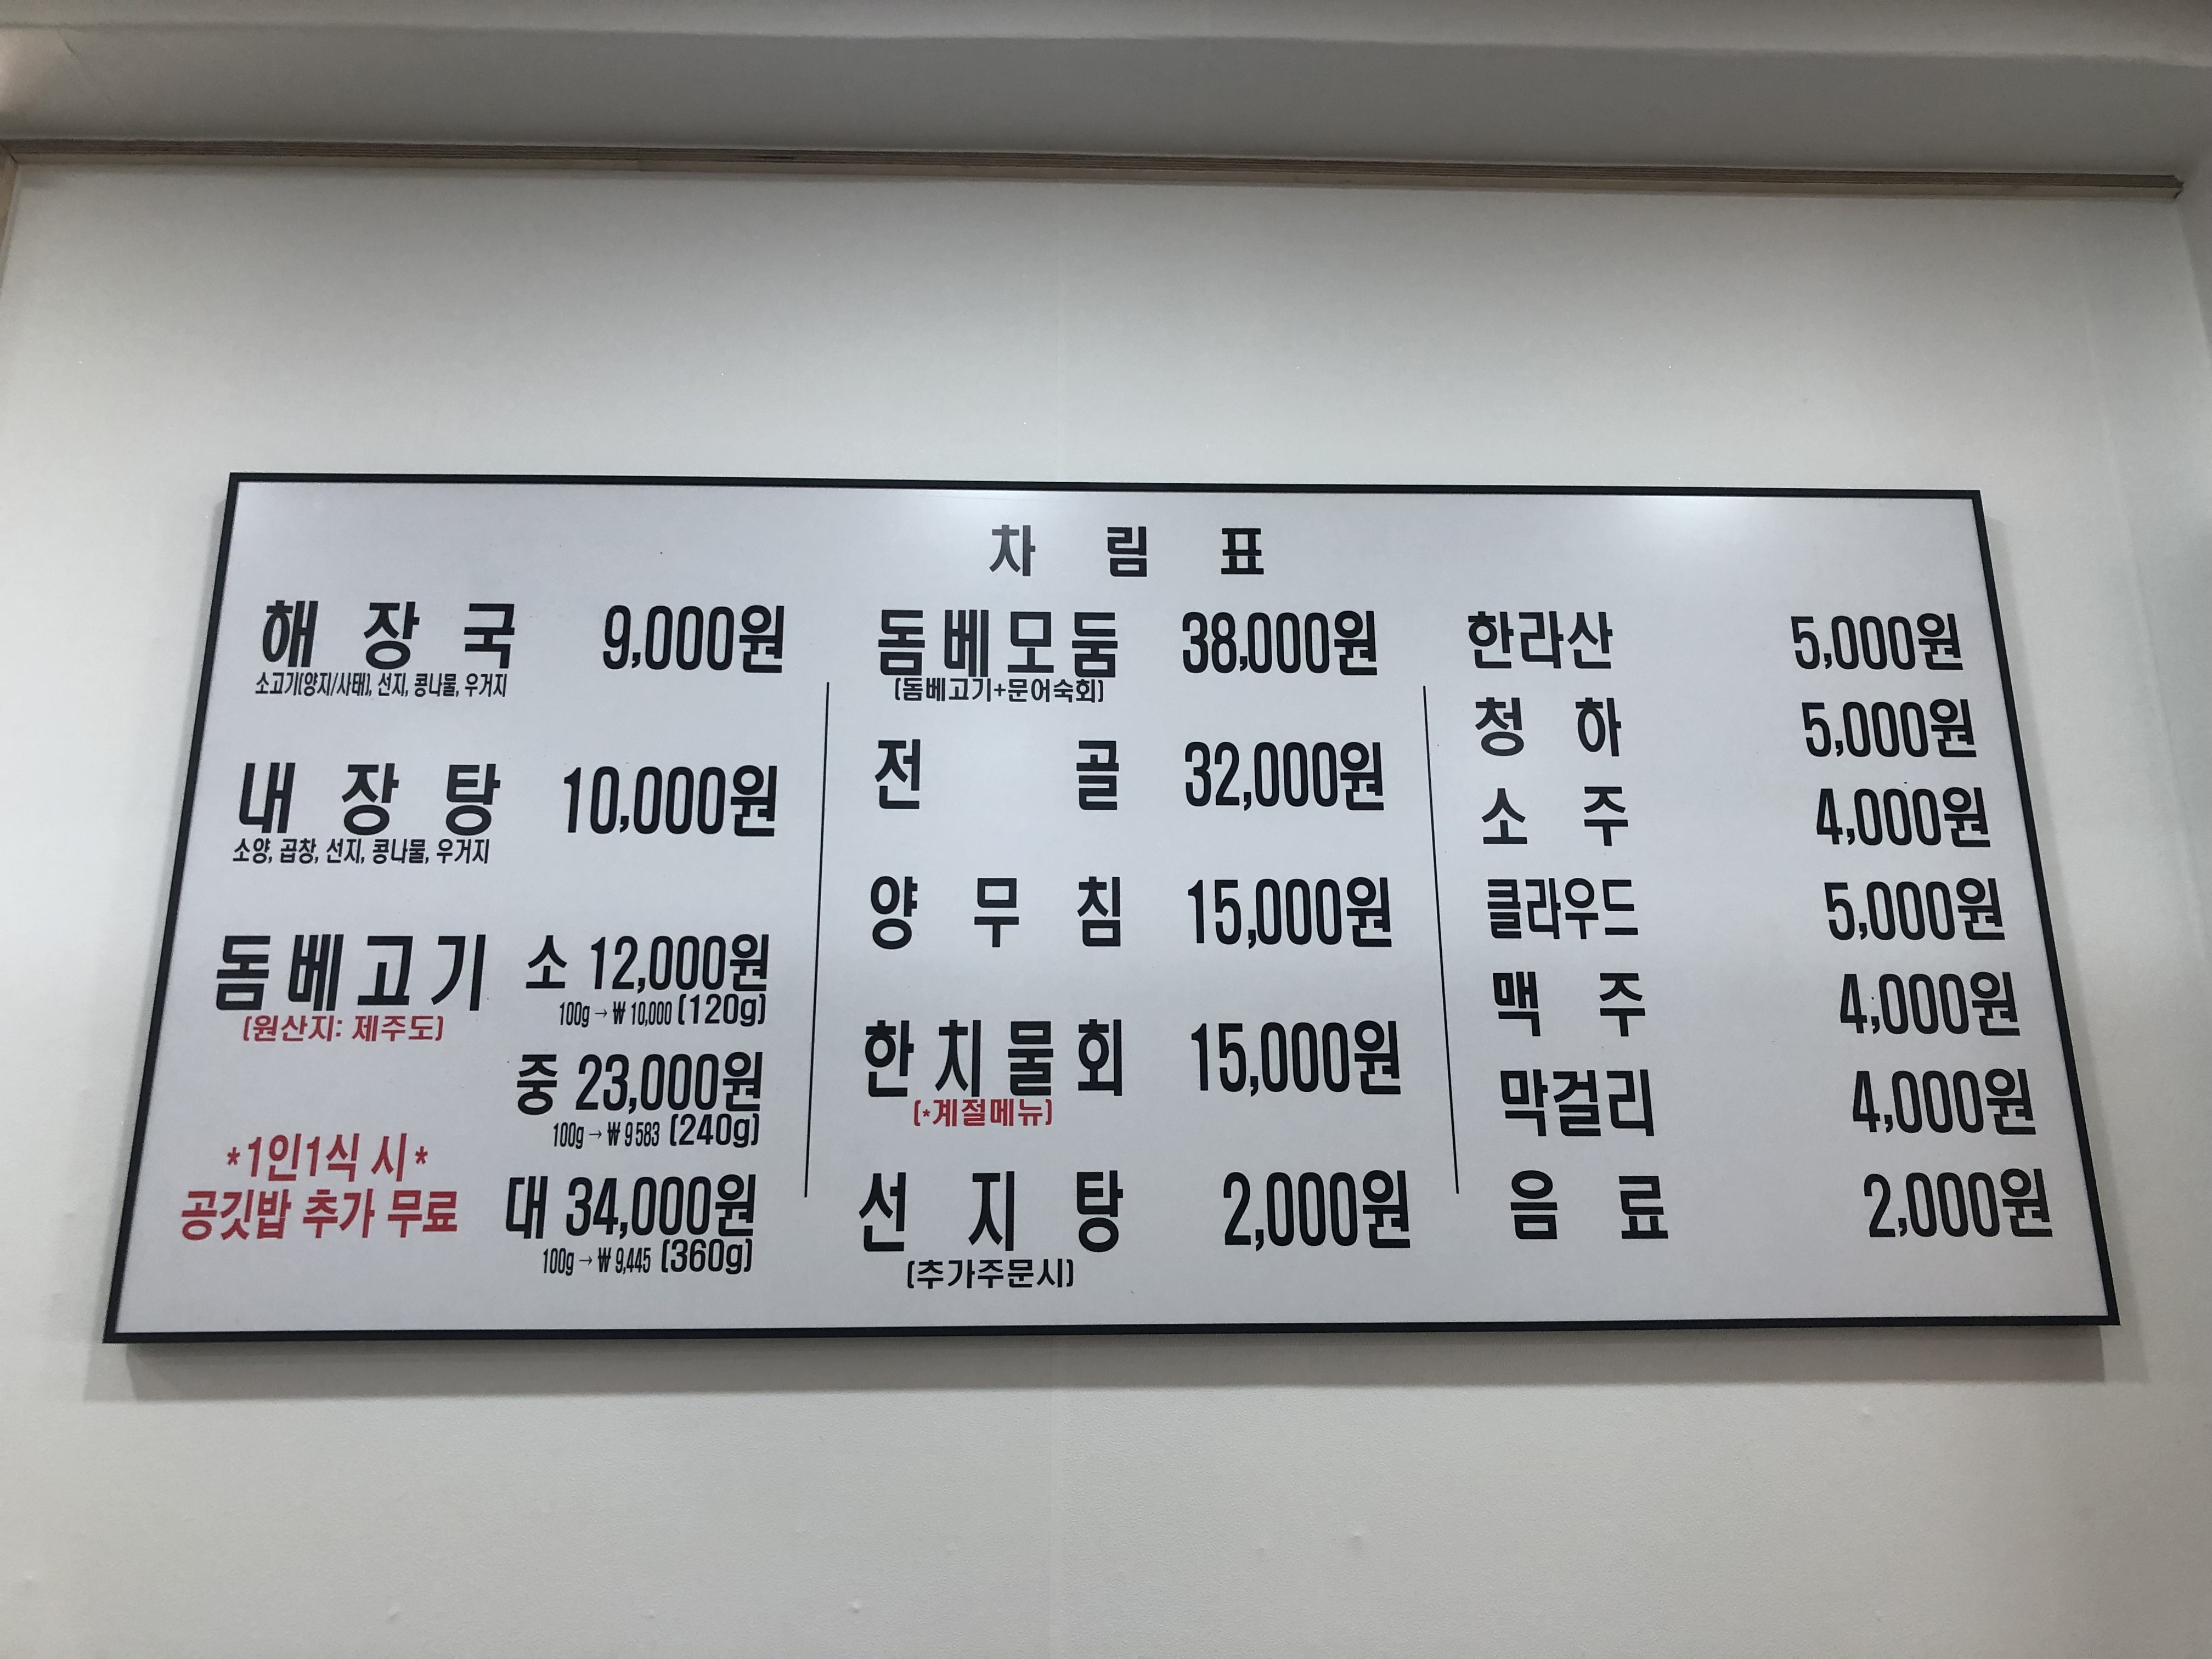 차 림 표
해 장 국 9,000원
소고기(양지/사태), 선지, 콩나물, 우거지
내 장 탕 10,000원
소양, 곱창, 선지, 콩나물, 우거지
돔베고기 소 12,000원
100g→₩10,000 (120g)
(원산지: 제주도)
중 23,000원
100g→₩9583 (240g)
*1인1식 시*
공깃밥 추가 무료
대 34,000원
100g→₩9,445 (360g)
돔베모둠 38,000원
(돔베고기+문어숙회)
전 골 32,000원
양 무 침 15,000원
한치물회 15,000원
(*계절메뉴)
선 지 탕 2,000원
(추가주문시)
한라산 5,000원
청 하 5,000원
소 주 4,000원
클라우드 5,000원
맥 주 4,000원
막걸리 4,000원
음 료 2,000원